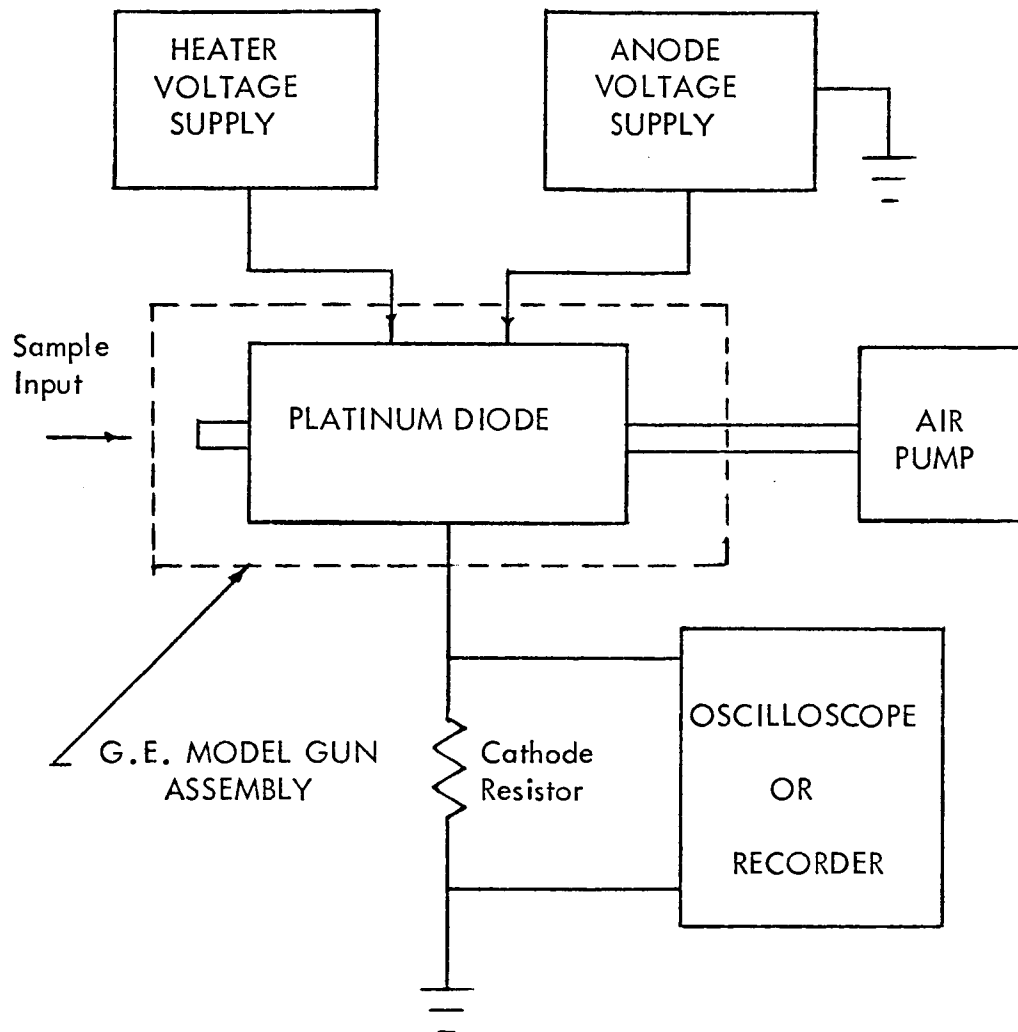 HEATER
VOLTAGE
SUPPLY
ANODE
VOLTAGE
SUPPLY
Sample
Input
PLATINUM DIODE
AIR
PUMP
G.E. MODEL GUN
ASSEMBLY
Cathode
Resistor
OSCILLOSCOPE
OR
RECORDER